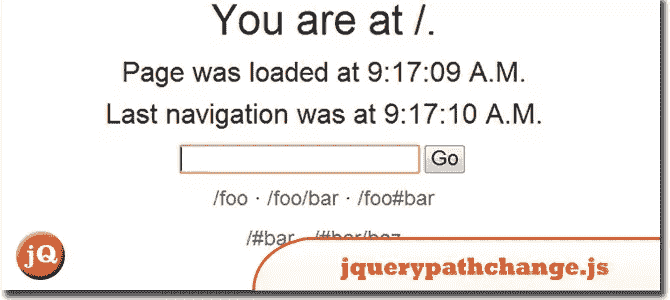 You are at /.
Page was loaded at 9:17:09 A.M.
Last navigation was at 9:17:10 A.M.
Go
/foo · /foo/bar · /foo#bar
/#bar · /#bar/baz
jQ
jquerypathchange.js